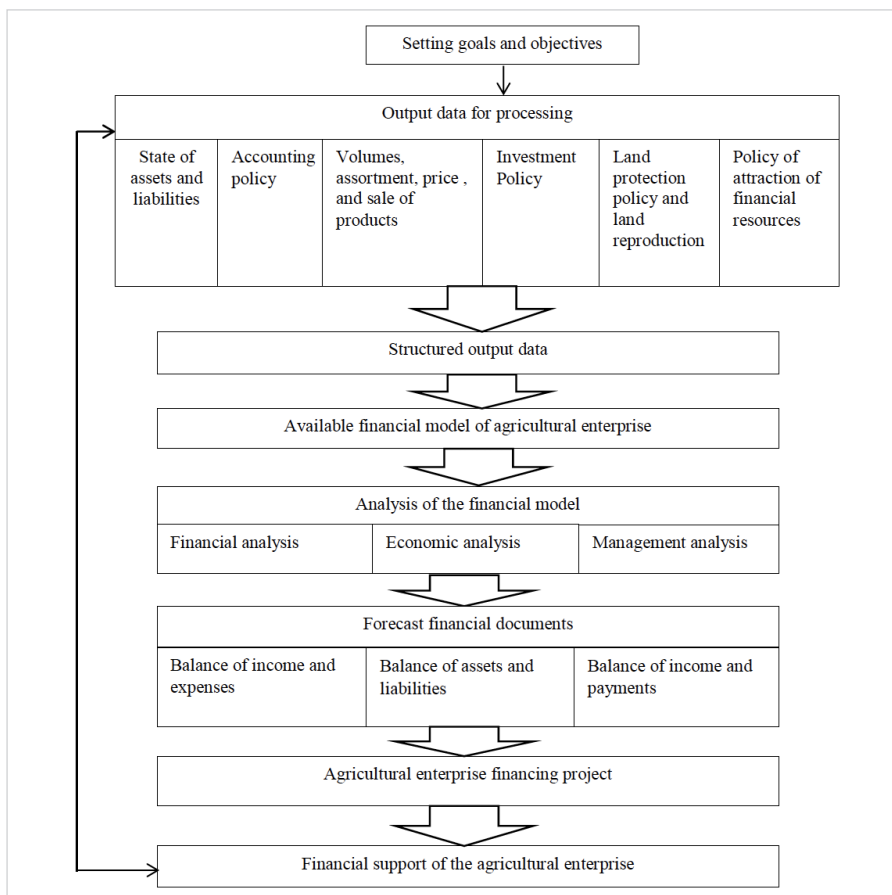 Setting goals and objectives
Output data for processing
State of
assets and
liabilities
Accounting
policy
Volumes,
assortment, price ,
and sale of
products
Investment
Policy
Land
protection
policy and
land
reproduction
Policy of
attraction of
financial
resources
Structured output data
Available financial model of agricultural enterprise
Analysis of the financial model
Financial analysis
Economic analysis
Management analysis
Forecast financial documents
Balance of income and
expenses
Balance of assets and
liabilities
Balance of income and
payments
Agricultural enterprise financing project
Financial support of the agricultural enterprise